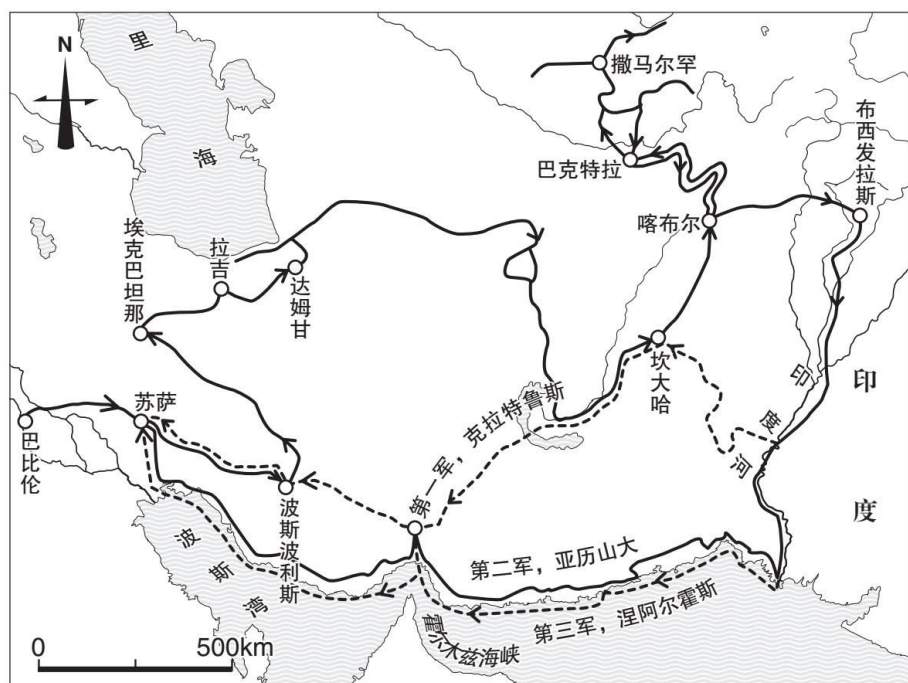 N
里海
撒马尔罕
布西发拉斯
巴克特拉
喀布尔
埃克巴坦那
拉吉
达姆甘
坎大哈
印度河
印度
苏萨
巴比伦
第一军，克拉特鲁斯
波斯波利斯
波斯湾
第二军，亚历山大
第三军，涅阿尔霍斯
霍尔木兹海峡
0 500km